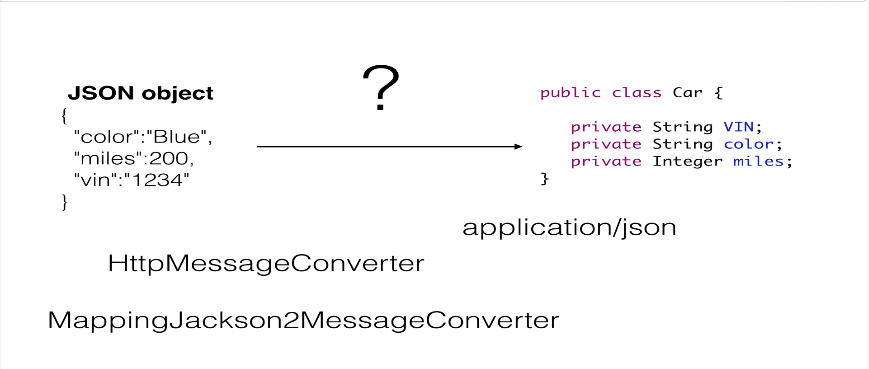 ?
JSON object
{
"color":"Blue",
"miles":200,
"vin":"1234"
}
public class Car {
private String VIN;
private String color;
private Integer miles;
}
application/json
HttpMessageConverter
MappingJackson2MessageConverter